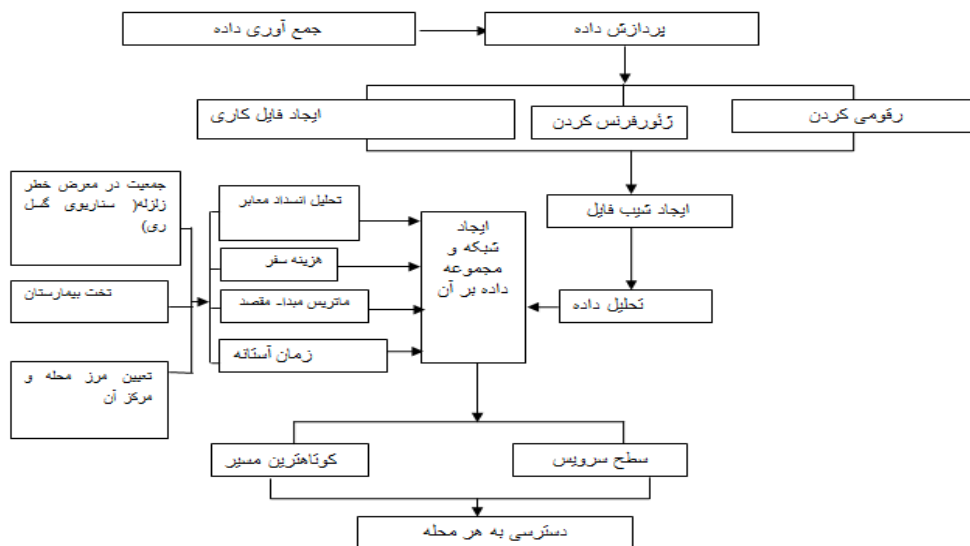 جمع آوری داده
پردازش داده
ایجاد فایل کاری
ژئورفرنس کردن
رقومی کردن
ایجاد شیپ فایل
تحلیل داده
جمعیت در معرض خطر
زلزله( سناریوی گسل
ری)
تخت بیمارستان
تعیین مرز محله و
مرکز آن
تحلیل انسداد معابر
هزینه سفر
ماتریس مبدا- مقصد
زمان آستانه
ایجاد
شبکه و
مجموعه
داده بر آن
کوتاهترین مسیر
سطح سرویس
دسترسی به هر محله